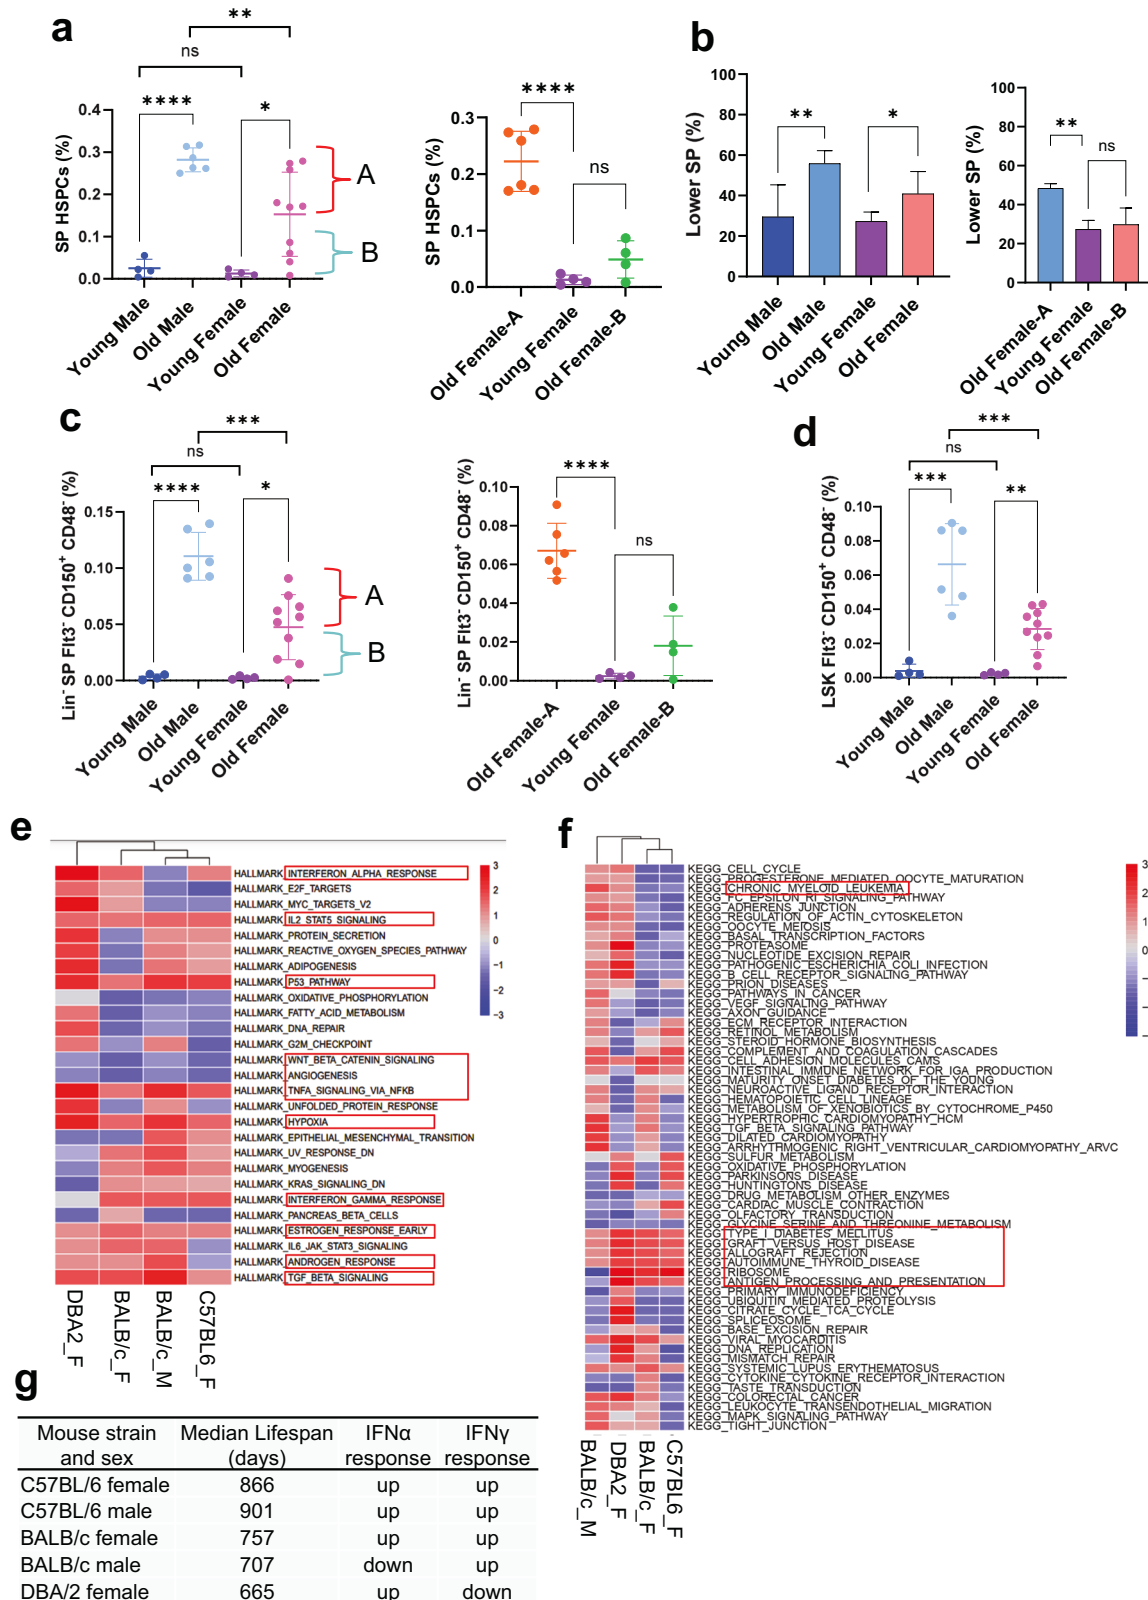 a
**
ns
****
*
SP HSPCs (%)
0.4
0.3
0.2
0.1
0.0
A
B
Young Male
Old Male
Young Female
Old Female
****
ns
SP HSPCs (%)
0.3
0.2
0.1
0.0
Old Female-A
Young Female
Old Female-B
b
**
*
Lower SP (%)
100
80
60
40
20
0
Young Male
Old Male
Young Female
Old Female
**
ns
Lower SP (%)
100
80
60
40
20
0
Old Female-A
Young Female
Old Female-B
c
***
ns
****
*
Lin⁻ SP Flt3⁻ CD150⁺ CD48⁻ (%)
0.15
0.10
0.05
0.00
A
B
Young Male
Old Male
Young Female
Old Female
****
ns
Lin⁻ SP Flt3⁻ CD150⁺ CD48⁻ (%)
0.10
0.08
0.06
0.04
0.02
0.00
Old Female-A
Young Female
Old Female-B
d
***
ns
***
**
LSK Flt3⁻ CD150⁺ CD48⁻ (%)
0.10
0.08
0.06
0.04
0.02
0.00
Young Male
Old Male
Young Female
Old Female
e
HALLMARK_INTERFERON_ALPHA_RESPONSE
HALLMARK_E2F_TARGETS
HALLMARK_MYC_TARGETS_V2
HALLMARK_IL2_STAT5_SIGNALING
HALLMARK_PROTEIN_SECRETION
HALLMARK_REACTIVE_OXYGEN_SPECIES_PATHWAY
HALLMARK_ADIPOGENESIS
HALLMARK_P53_PATHWAY
HALLMARK_OXIDATIVE_PHOSPHORYLATION
HALLMARK_FATTY_ACID_METABOLISM
HALLMARK_DNA_REPAIR
HALLMARK_G2M_CHECKPOINT
HALLMARK_WNT_BETA_CATENIN_SIGNALING
HALLMARK_ANGIOGENESIS
HALLMARK_TNFA_SIGNALING_VIA_NFKB
HALLMARK_UNFOLDED_PROTEIN_RESPONSE
HALLMARK_HYPOXIA
HALLMARK_EPITHELIAL_MESENCHYMAL_TRANSITION
HALLMARK_UV_RESPONSE_DN
HALLMARK_MYOGENESIS
HALLMARK_KRAS_SIGNALING_DN
HALLMARK_INTERFERON_GAMMA_RESPONSE
HALLMARK_PANCREAS_BETA_CELLS
HALLMARK_ESTROGEN_RESPONSE_EARLY
HALLMARK_IL6_JAK_STAT3_SIGNALING
HALLMARK_ANDROGEN_RESPONSE
HALLMARK_TGF_BETA_SIGNALING
3
2
1
0
−1
−2
−3
DBA2_F
BALB/c_F
BALB/c_M
C57BL6_F
f
KEGG_CELL_CYCLE
KEGG_PROGESTERONE_MEDIATED_OOCYTE_MATURATION
KEGG_CHRONIC_MYELOID_LEUKEMIA
KEGG_FC_EPSILON_RI_SIGNALING_PATHWAY
KEGG_ADHERENS_JUNCTION
KEGG_REGULATION_OF_ACTIN_CYTOSKELETON
KEGG_OOCYTE_MEIOSIS
KEGG_BASAL_TRANSCRIPTION_FACTORS
KEGG_PROTEASOME
KEGG_NUCLEOTIDE_EXCISION_REPAIR
KEGG_PATHOGENIC_ESCHERICHIA_COLI_INFECTION
KEGG_B_CELL_RECEPTOR_SIGNALING_PATHWAY
KEGG_PRION_DISEASES
KEGG_PATHWAYS_IN_CANCER
KEGG_VEGF_SIGNALING_PATHWAY
KEGG_AXON_GUIDANCE
KEGG_ECM_RECEPTOR_INTERACTION
KEGG_RETINOL_METABOLISM
KEGG_STEROID_HORMONE_BIOSYNTHESIS
KEGG_COMPLEMENT_AND_COAGULATION_CASCADES
KEGG_CELL_ADHESION_MOLECULES_CAMS
KEGG_INTESTINAL_IMMUNE_NETWORK_FOR_IGA_PRODUCTION
KEGG_MATURITY_ONSET_DIABETES_OF_THE_YOUNG
KEGG_NEUROACTIVE_LIGAND_RECEPTOR_INTERACTION
KEGG_HEMATOPOIETIC_CELL_LINEAGE
KEGG_METABOLISM_OF_XENOBIOTICS_BY_CYTOCHROME_P450
KEGG_HYPERTROPHIC_CARDIOMYOPATHY_HCM
KEGG_TGF_BETA_SIGNALING_PATHWAY
KEGG_DILATED_CARDIOMYOPATHY
KEGG_ARRHYTHMOGENIC_RIGHT_VENTRICULAR_CARDIOMYOPATHY_ARVC
KEGG_SULFUR_METABOLISM
KEGG_OXIDATIVE_PHOSPHORYLATION
KEGG_PARKINSONS_DISEASE
KEGG_HUNTINGTONS_DISEASE
KEGG_DRUG_METABOLISM_OTHER_ENZYMES
KEGG_CARDIAC_MUSCLE_CONTRACTION
KEGG_OLFACTORY_TRANSDUCTION
KEGG_GLYCINE_SERINE_AND_THREONINE_METABOLISM
KEGG_TYPE_I_DIABETES_MELLITUS
KEGG_GRAFT_VERSUS_HOST_DISEASE
KEGG_ALLOGRAFT_REJECTION
KEGG_AUTOIMMUNE_THYROID_DISEASE
KEGG_RIBOSOME
KEGG_ANTIGEN_PROCESSING_AND_PRESENTATION
KEGG_PRIMARY_IMMUNODEFICIENCY
KEGG_UBIQUITIN_MEDIATED_PROTEOLYSIS
KEGG_CITRATE_CYCLE_TCA_CYCLE
KEGG_SPLICEOSOME
KEGG_BASE_EXCISION_REPAIR
KEGG_VIRAL_MYOCARDITIS
KEGG_DNA_REPLICATION
KEGG_MISMATCH_REPAIR
KEGG_SYSTEMIC_LUPUS_ERYTHEMATOSUS
KEGG_CYTOKINE_CYTOKINE_RECEPTOR_INTERACTION
KEGG_TASTE_TRANSDUCTION
KEGG_COLORECTAL_CANCER
KEGG_LEUKOCYTE_TRANSENDOTHELIAL_MIGRATION
KEGG_MAPK_SIGNALING_PATHWAY
KEGG_TIGHT_JUNCTION
3
2
1
0
BALB/c_M
DBA2_F
BALB/c_F
C57BL6_F
g
Mouse strain and sex | Median Lifespan (days) | IFNα response | IFNγ response
C57BL/6 female 866 up up
C57BL/6 male 901 up up
BALB/c female 757 up up
BALB/c male 707 down up
DBA/2 female 665 up down